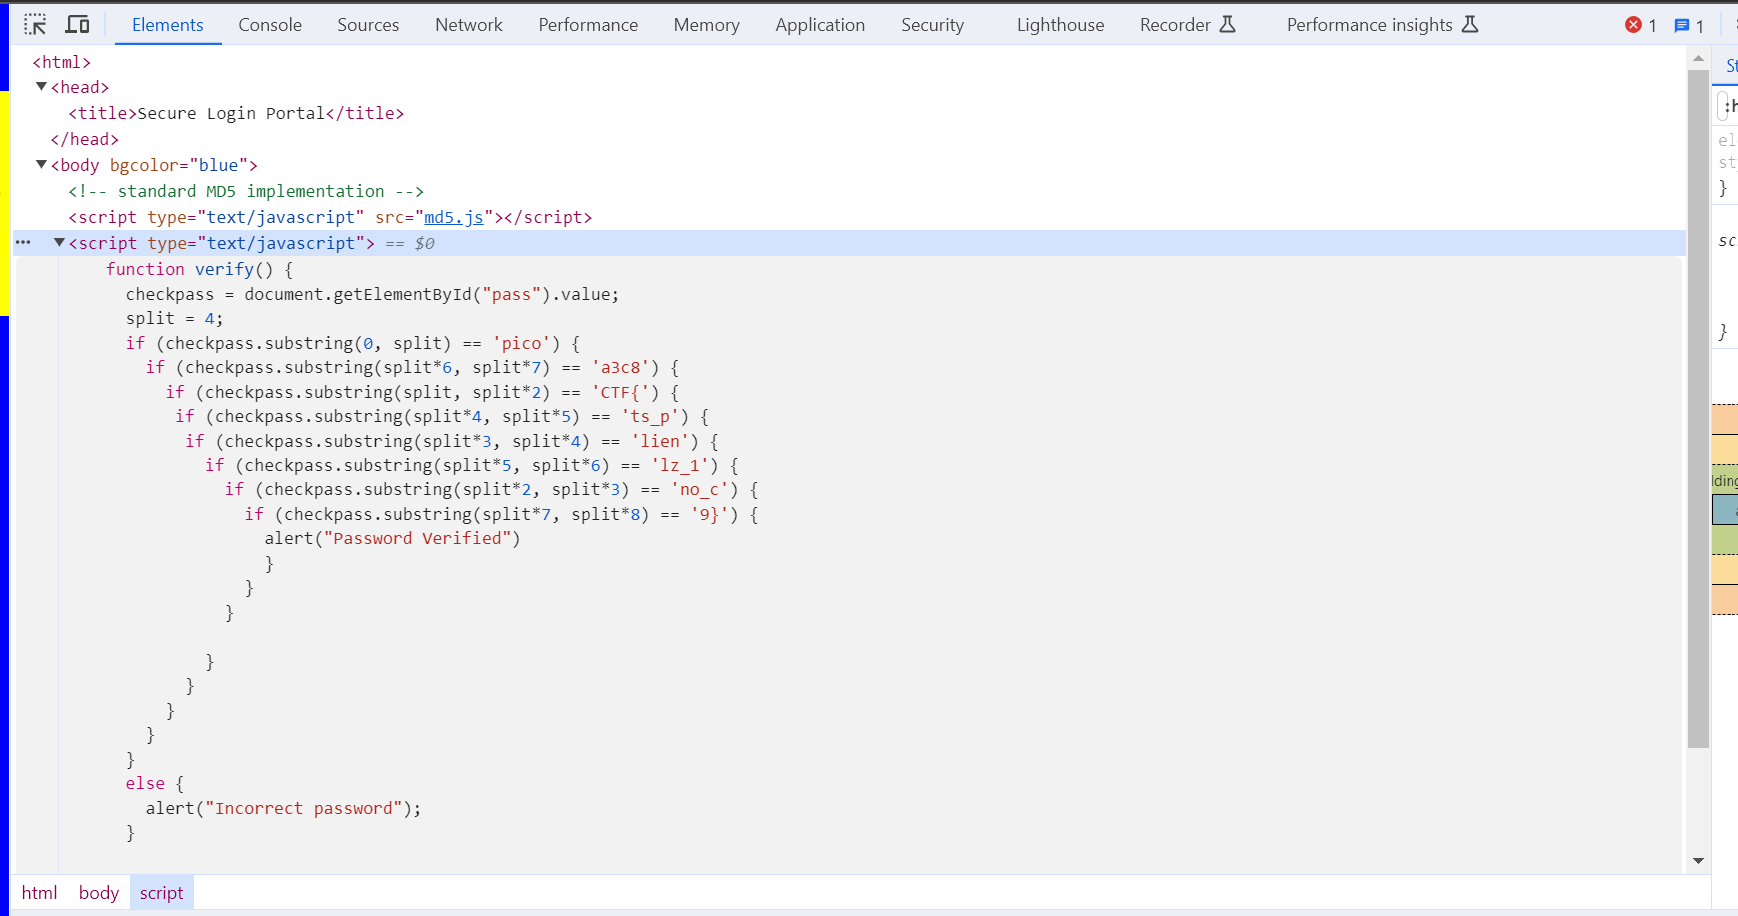 Elements Console Sources Network Performance Memory Application Security Lighthouse Recorder Performance insights 1 1
<html>
<head>
<title>Secure Login Portal</title>
</head>
<body bgcolor="blue">
<!-- standard MD5 implementation -->
<script type="text/javascript" src="md5.js"></script>
··· <script type="text/javascript"> == $0
function verify() {
checkpass = document.getElementById("pass").value;
split = 4;
if (checkpass.substring(0, split) == 'pico') {
if (checkpass.substring(split*6, split*7) == 'a3c8') {
if (checkpass.substring(split, split*2) == 'CTF{') {
if (checkpass.substring(split*4, split*5) == 'ts_p') {
if (checkpass.substring(split*3, split*4) == 'lien') {
if (checkpass.substring(split*5, split*6) == 'lz_1') {
if (checkpass.substring(split*2, split*3) == 'no_c') {
if (checkpass.substring(split*7, split*8) == '9}') {
alert("Password Verified")
}
}
}
}
}
}
}
}
else {
alert("Incorrect password");
}
html body script
St
:h
el
st
}
sc
}
lding